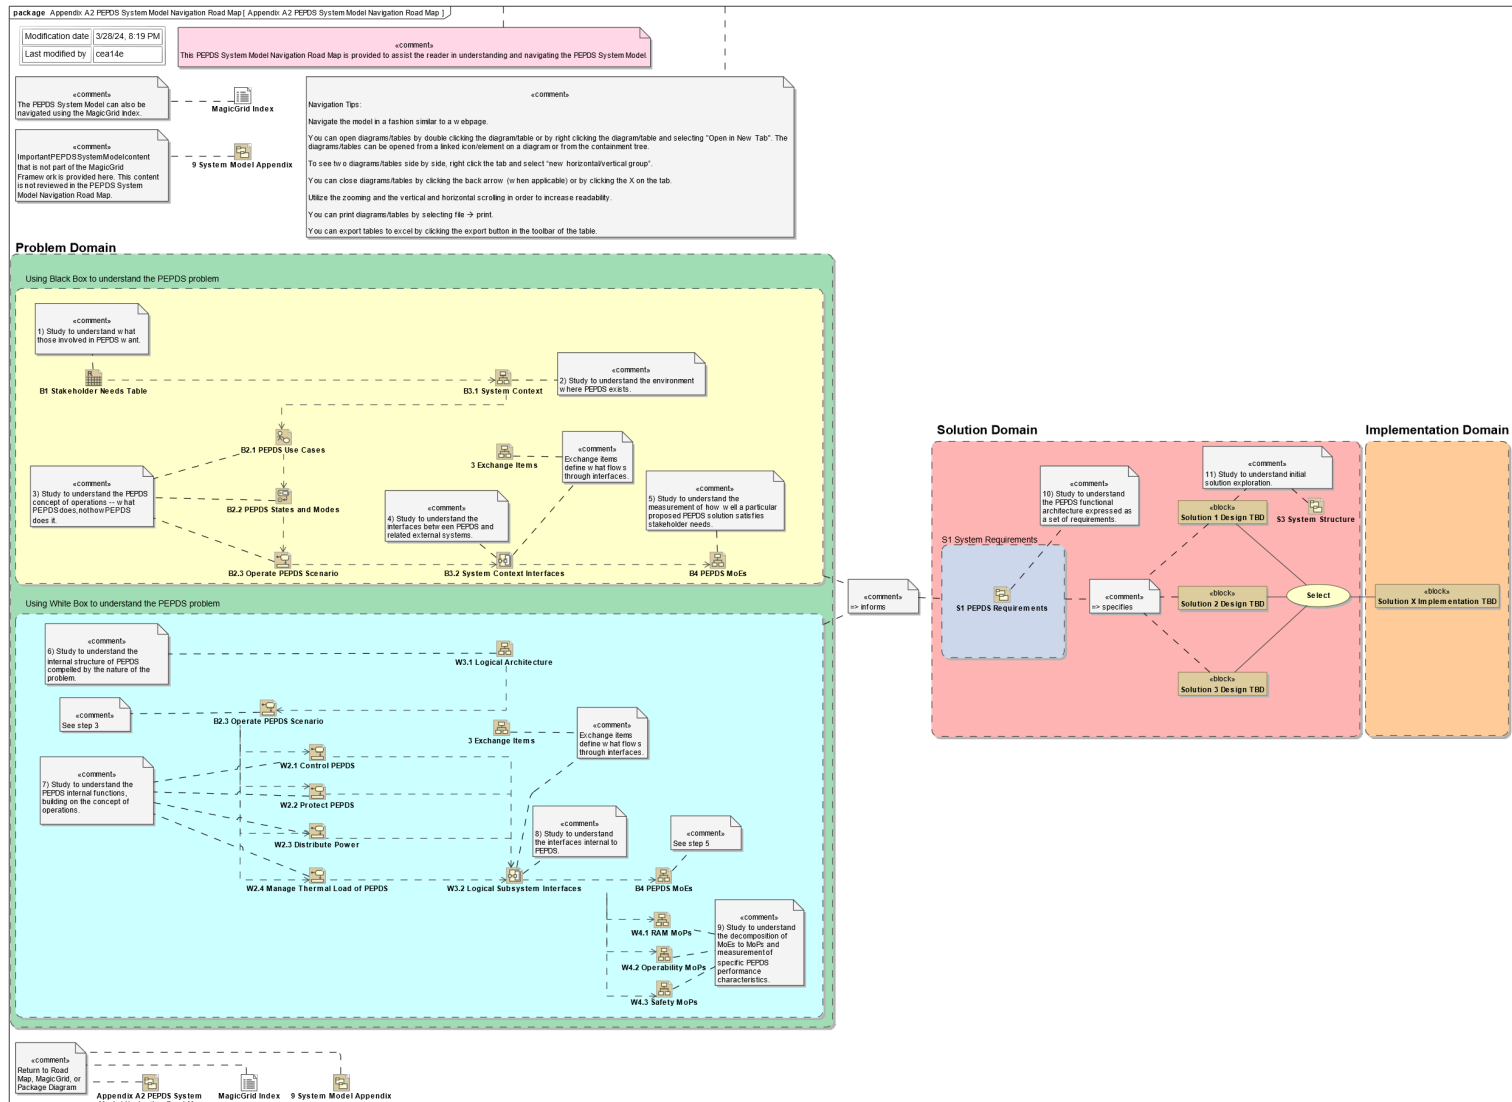 package Appendix A2 PEPDS System Model Navigation Road Map [ Appendix A2 PEPDS System Model Navigation Road Map ]
Modification date 3/28/24, 8:19 PM
Last modified by cea14e
«comment»
This PEPDS System Model Navigation Road Map is provided to assist the reader in understanding and navigating the PEPDS System Model.
«comment»
The PEPDS System Model can also be
navigated using the MagicGrid Index.
MagicGrid Index
«comment»
Important PEPDS System Model content
that is not part of the MagicGrid
Framework is provided here. This content
is not reviewed in the PEPDS System
Model Navigation Road Map.
9 System Model Appendix
«comment»
Navigation Tips:
Navigate the model in a fashion similar to a webpage.
You can open diagrams/tables by double clicking the diagram/table or by right clicking the diagram/table and selecting "Open in New Tab". The
diagrams/tables can be opened from a linked icon/element on a diagram or from the containment tree.
To see two diagrams/tables side by side, right click the tab and select "new horizontal/vertical group".
You can close diagrams/tables by clicking the back arrow (when applicable) or by clicking the X on the tab.
Utilize the zooming and the vertical and horizontal scrolling in order to increase readability.
You can print diagrams/tables by selecting file → print.
You can export tables to excel by clicking the export button in the toolbar of the table.
Problem Domain
Using Black Box to understand the PEPDS problem
«comment»
1) Study to understand what
those involved in PEPDS want.
B1 Stakeholder Needs Table
B3.1 System Context
«comment»
2) Study to understand the environment
where PEPDS exists.
B2.1 PEPDS Use Cases
3 Exchange Items
«comment»
Exchange items
define what flows
through interfaces.
«comment»
3) Study to understand the PEPDS
concept of operations -- what
PEPDS does, not how PEPDS
does it.
B2.2 PEPDS States and Modes
«comment»
4) Study to understand the
interfaces between PEPDS and
related external systems.
«comment»
5) Study to understand the
measurement of how well a particular
proposed PEPDS solution satisfies
stakeholder needs.
B2.3 Operate PEPDS Scenario
B3.2 System Context Interfaces
B4 PEPDS MoEs
Using White Box to understand the PEPDS problem
«comment»
6) Study to understand the
internal structure of PEPDS
compelled by the nature of the
problem.
W3.1 Logical Architecture
«comment»
See step 3
B2.3 Operate PEPDS Scenario
3 Exchange Items
«comment»
Exchange items
define what flows
through interfaces.
W2.1 Control PEPDS
«comment»
7) Study to understand the
PEPDS internal functions,
building on the concept of
operations.
W2.2 Protect PEPDS
W2.3 Distribute Power
«comment»
8) Study to understand
the interfaces internal to
PEPDS.
«comment»
See step 5
W2.4 Manage Thermal Load of PEPDS
W3.2 Logical Subsystem Interfaces
B4 PEPDS MoEs
W4.1 RAM MoPs
W4.2 Operability MoPs
W4.3 Safety MoPs
«comment»
9) Study to understand
the decomposition of
MoEs to MoPs and
measurement of
specific PEPDS
performance
characteristics.
«comment»
=> informs
Solution Domain
«comment»
10) Study to understand
the PEPDS functional
architecture expressed as
a set of requirements.
«comment»
11) Study to understand initial
solution exploration.
S3 System Structure
S1 System Requirements
S1 PEPDS Requirements
«comment»
=> specifies
«block»
Solution 1 Design TBD
«block»
Solution 2 Design TBD
«block»
Solution 3 Design TBD
Select
Implementation Domain
«block»
Solution X Implementation TBD
«comment»
Return to Road
Map, MagicGrid, or
Package Diagram
Appendix A2 PEPDS System
MagicGrid Index
9 System Model Appendix